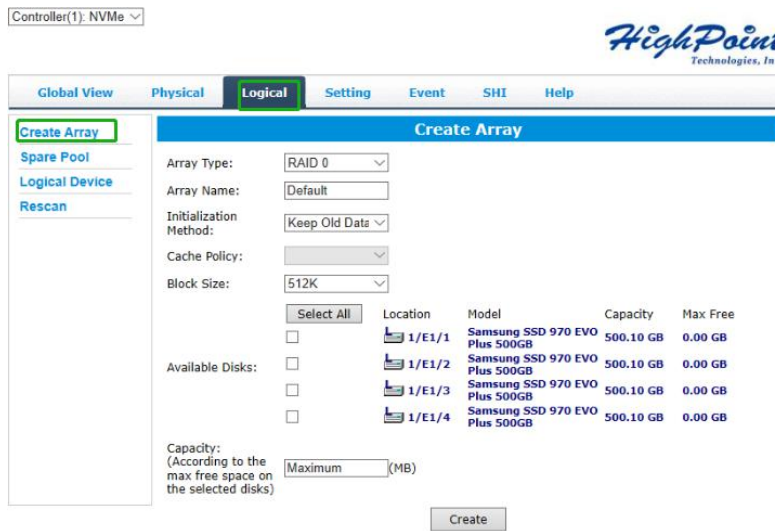 Controller(1): NVMe
HighPoint
Technologies, In
Global View Physical Logical Setting Event SHI Help
Create Array
Spare Pool
Logical Device
Rescan
Create Array
Array Type: RAID 0
Array Name: Default
Initialization
Method: Keep Old Data
Cache Policy:
Block Size: 512K
Select All Location Model Capacity Max Free
Available Disks:
1/E1/1 Samsung SSD 970 EVO
Plus 500GB 500.10 GB 0.00 GB
1/E1/2 Samsung SSD 970 EVO
Plus 500GB 500.10 GB 0.00 GB
1/E1/3 Samsung SSD 970 EVO
Plus 500GB 500.10 GB 0.00 GB
1/E1/4 Samsung SSD 970 EVO
Plus 500GB 500.10 GB 0.00 GB
Capacity:
(According to the
max free space on
the selected disks) Maximum (MB)
Create